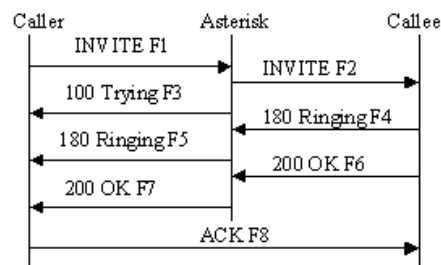 Caller Asterisk Callee
INVITE F1
INVITE F2
100 Trying F3
180 Ringing F4
180 Ringing F5
200 OK F6
200 OK F7
ACK F8